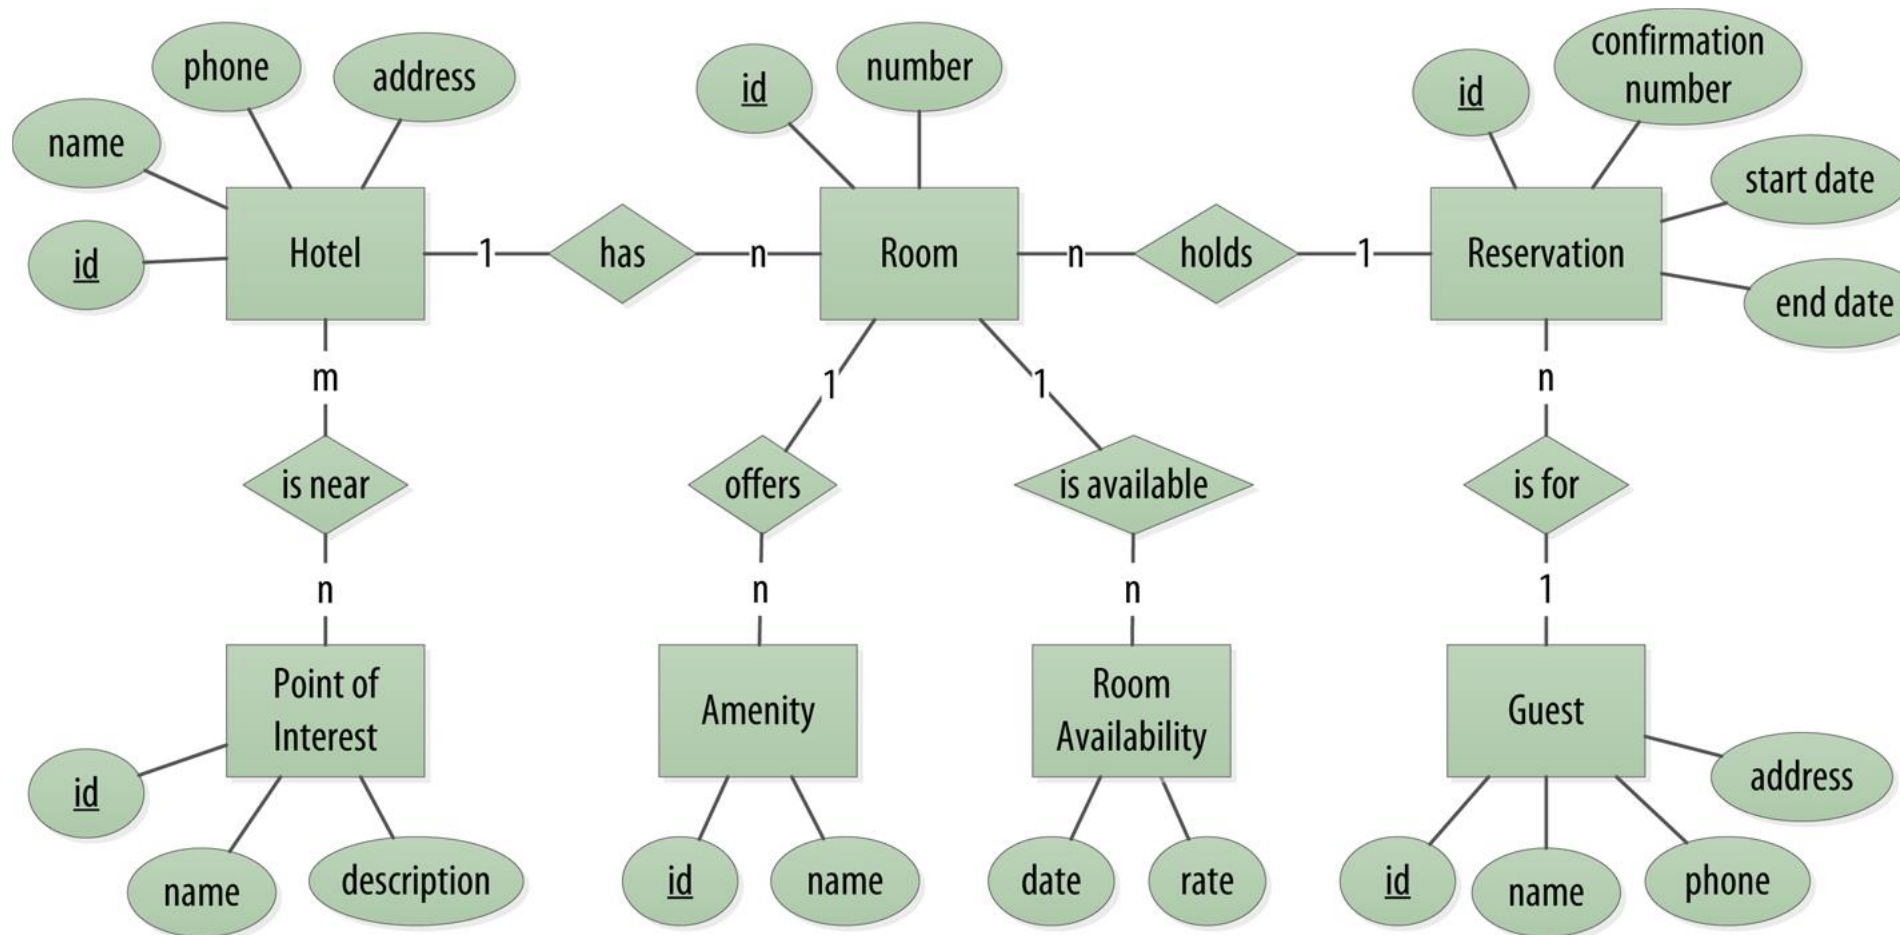 phone
address
name
id
Hotel
1
has
n
id
number
Room
n
holds
1
id
confirmation
number
start date
end date
Reservation
m
is near
n
1
offers
n
1
is available
n
n
is for
1
Point of
Interest
id
name
description
Amenity
id
name
Room
Availability
date
rate
Guest
address
id
name
phone